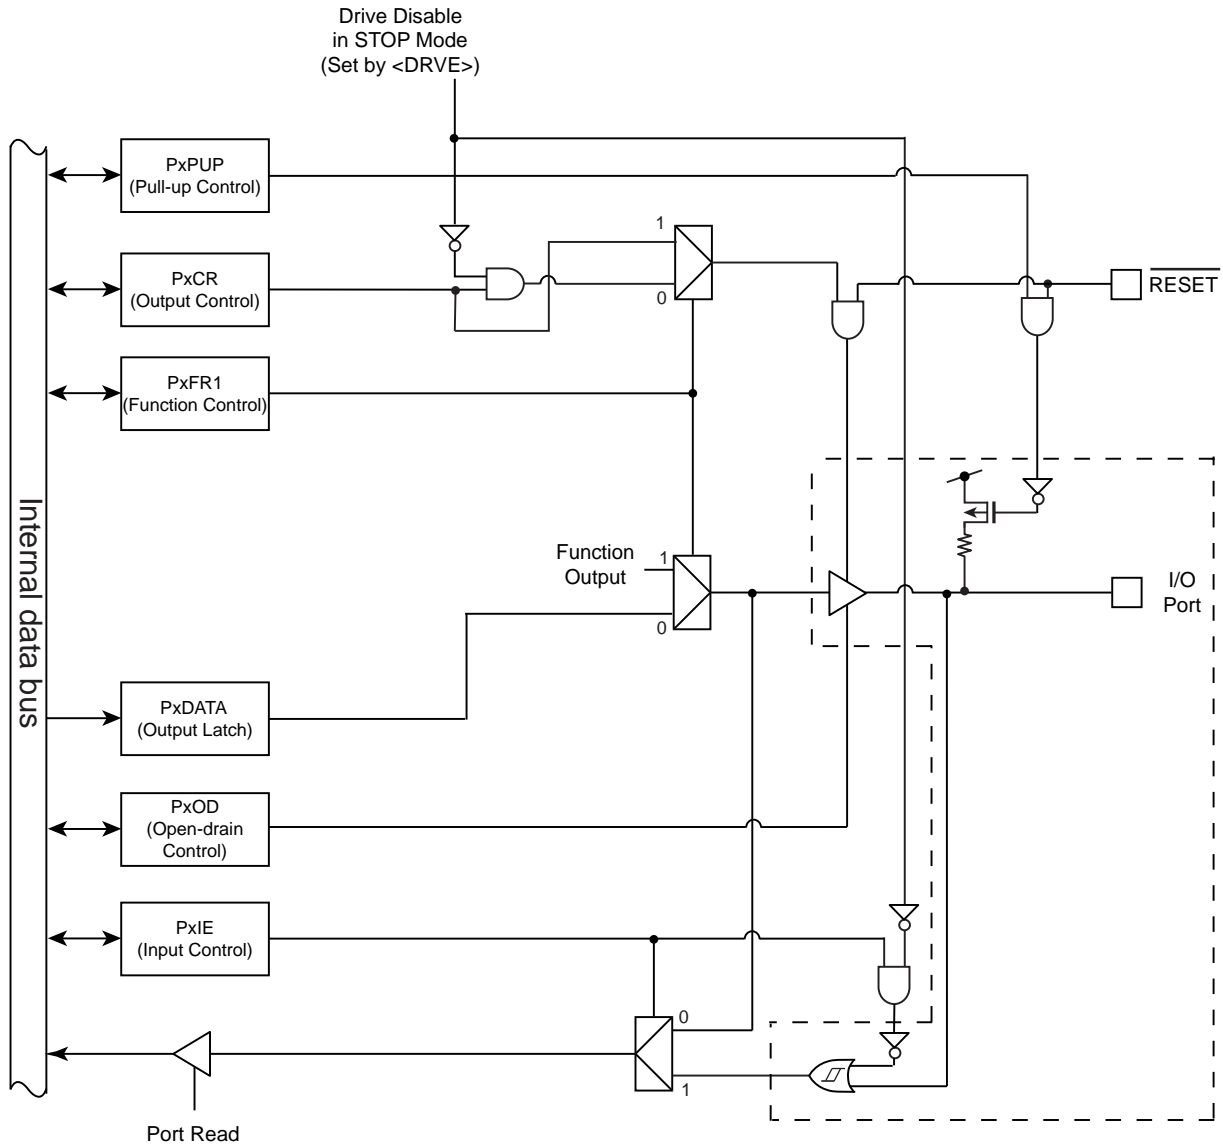 Drive Disable
in STOP Mode
(Set by <DRVE>)
PxPUP
(Pull-up Control)
1
PxCR
(Output Control)
0
RESET
PxFR1
(Function Control)
Internal data bus
Function
Output
1
0
I/O
Port
PxDATA
(Output Latch)
PxOD
(Open-drain
Control)
PxIE
(Input Control)
0
1
Port Read